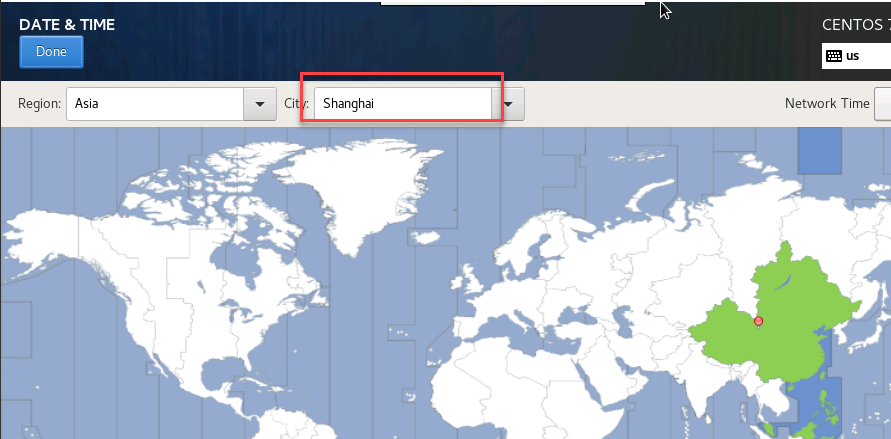 DATE & TIME
CENTOS 7
Done
us
Region:
Asia
City:
Shanghai
Network Time